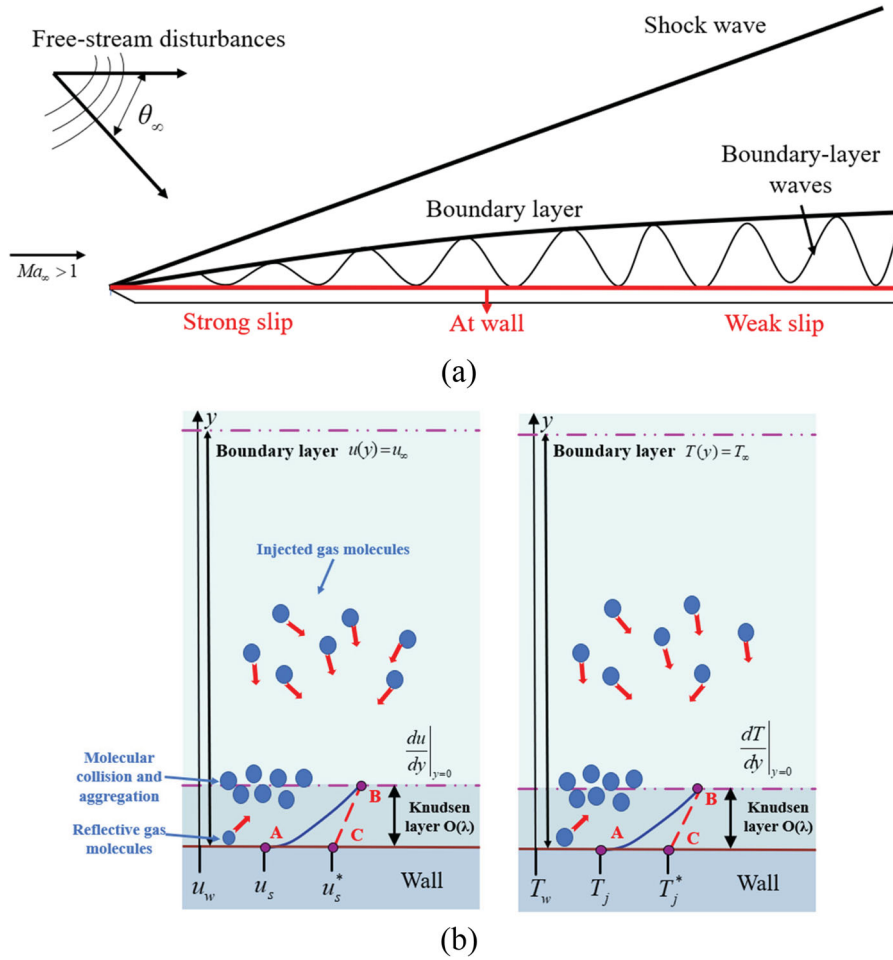 Free-stream disturbances
θ∞
Shock wave
Boundary-layer
waves
Boundary layer
Ma∞ >1
Strong slip
At wall
Weak slip
(a)
y
Boundary layer u(y)=u∞
Injected gas molecules
Molecular
collision and
aggregation
Reflective gas
molecules
du/dy|y=0
A
B
C
Knudsen
layer O(λ)
uw
us
us*
Wall
y
Boundary layer T(y)=T∞
dT/dy|y=0
A
B
C
Knudsen
layer O(λ)
Tw
Tj
Tj*
Wall
(b)